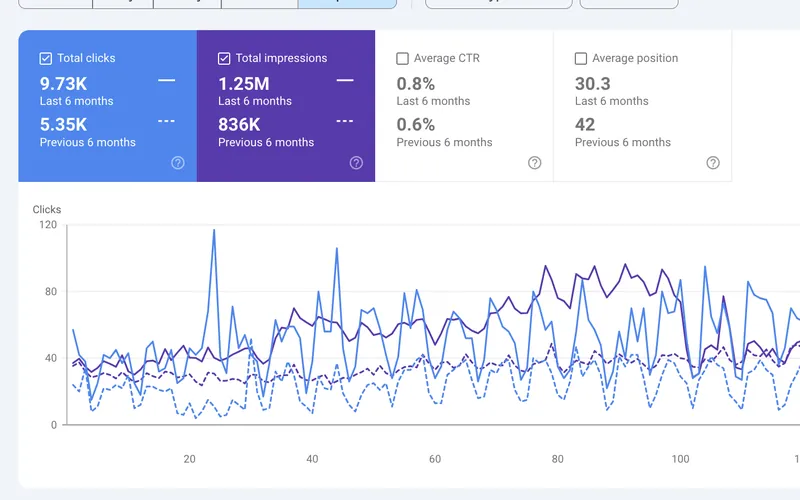 Total clicks
9.73K
Last 6 months
5.35K
Previous 6 months
Total impressions
1.25M
Last 6 months
836K
Previous 6 months
Average CTR
0.8%
Last 6 months
0.6%
Previous 6 months
Average position
30.3
Last 6 months
42
Previous 6 months
Clicks
120
80
40
0
20
40
60
80
100